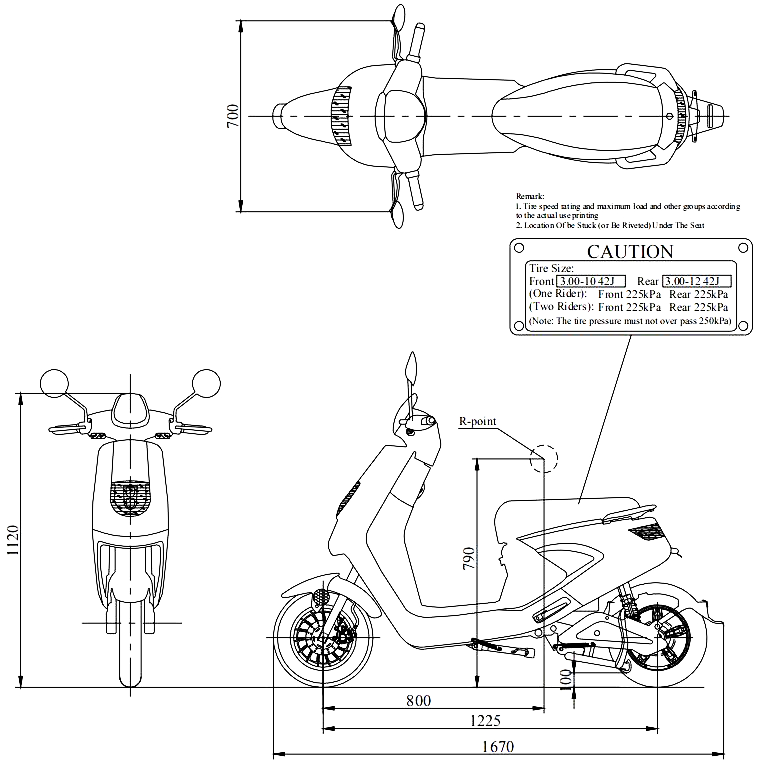 700
Remark:
1. Tire speed rating and maximum load and other groups according
to the actual use printing
2. Location Of be Stuck (or Be Riveted) Under The Seat
CAUTION
Tire Size:
Front 3.00-10 42J Rear 3.00-12 42J
(One Rider): Front 225kPa Rear 225kPa
(Two Riders): Front 225kPa Rear 225kPa
(Note: The tire pressure must not over pass 250kPa)
R-point
1120
790
100
800
1225
1670